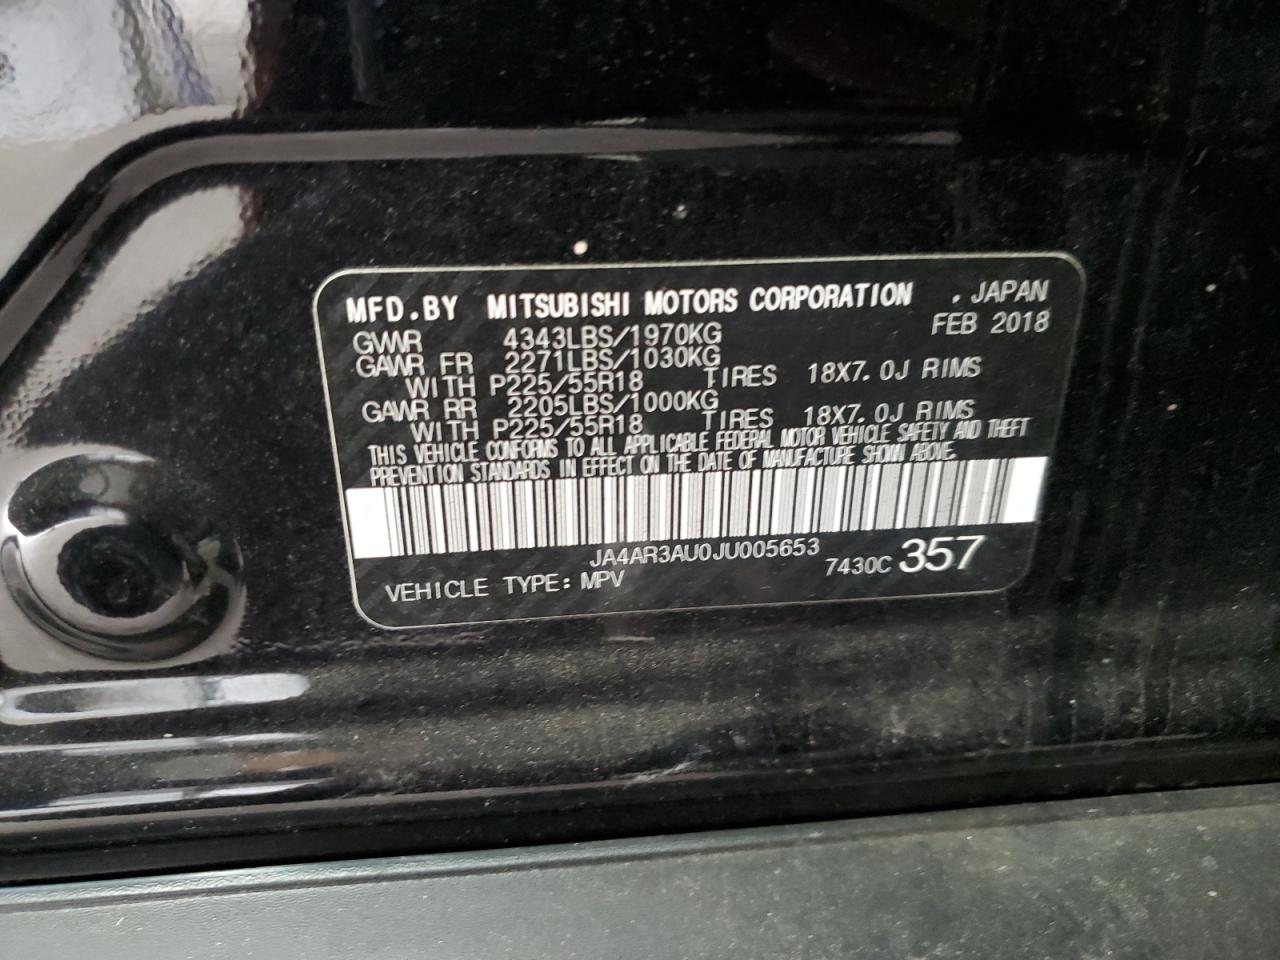 MFD.BY MITSUBISHI MOTORS CORPORATION . JAPAN
FEB 2018
GVWR 4343LBS/1970KG
GAWR FR 2271LBS/1030KG
WITH P225/55R18 TIRES 18X7.0J RIMS
GAWR RR 2205LBS/1000KG
WITH P225/55R18 TIRES 18X7.0J RIMS
THIS VEHICLE CONFORMS TO ALL APPLICABLE FEDERAL MOTOR VEHICLE SAFETY AND THEFT
PREVENTION STANDARDS IN EFFECT ON THE DATE OF MANUFACTURE SHOWN ABOVE.
JA4AR3AU0JU005653
VEHICLE TYPE: MPV 7430C 357